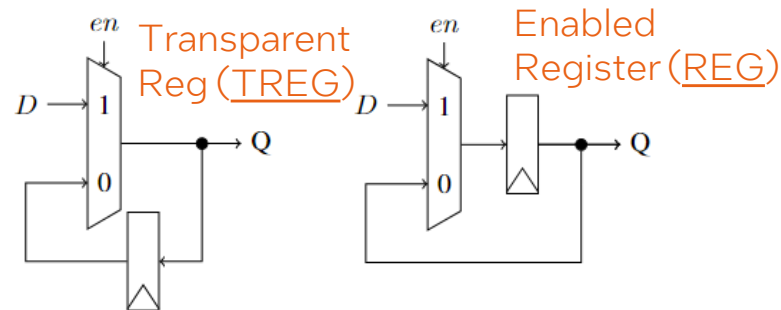 en
Transparent
Reg (TREG)
D
1
0
Q
en
Enabled
Register (REG)
D
1
0
Q